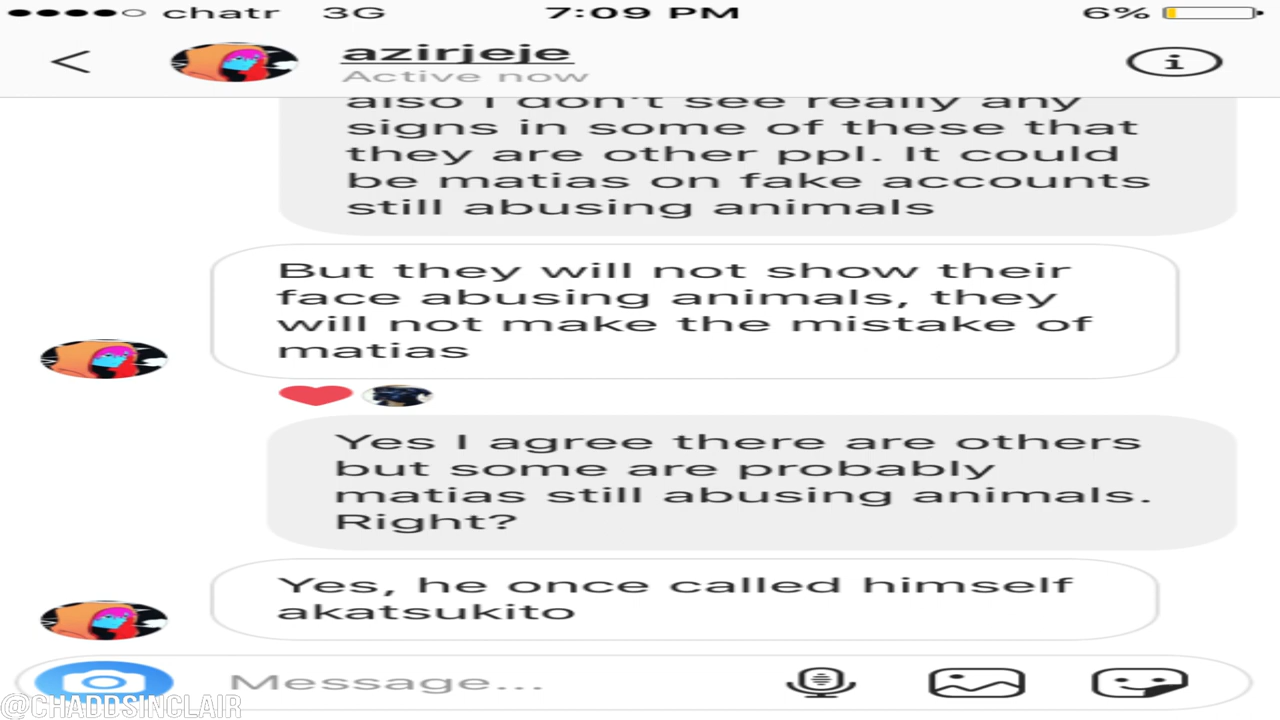 chatr 3G 7:09 PM 6%
azirjeje
Active now
also I don't see really any
signs in some of these that
they are other ppl. It could
be matias on fake accounts
still abusing animals
But they will not show their
face abusing animals, they
will not make the mistake of
matias
Yes I agree there are others
but some are probably
matias still abusing animals.
Right?
Yes, he once called himself
akatsukito
Message...
@CHADDSINCLAIR